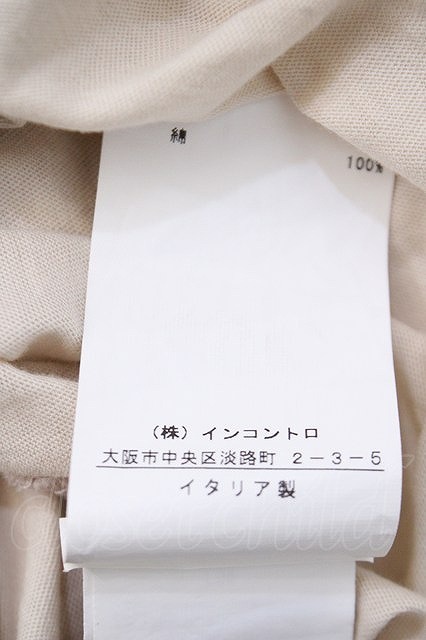 綿
100%
(株)インコントロ
大阪市中央区淡路町 2-3-5
イタリア製